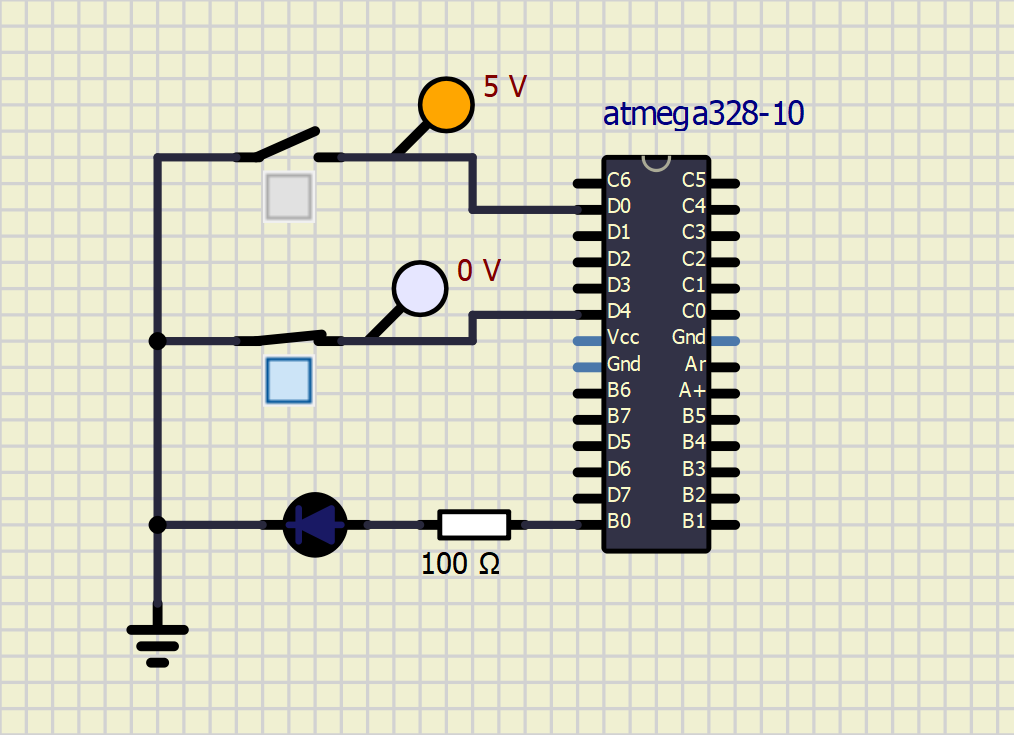 5 V
atmega328-10
0 V
100 Ω
C6 C5
D0 C4
D1 C3
D2 C2
D3 C1
D4 C0
Vcc Gnd
Gnd Ar
B6 A+
B7 B5
D5 B4
D6 B3
D7 B2
B0 B1